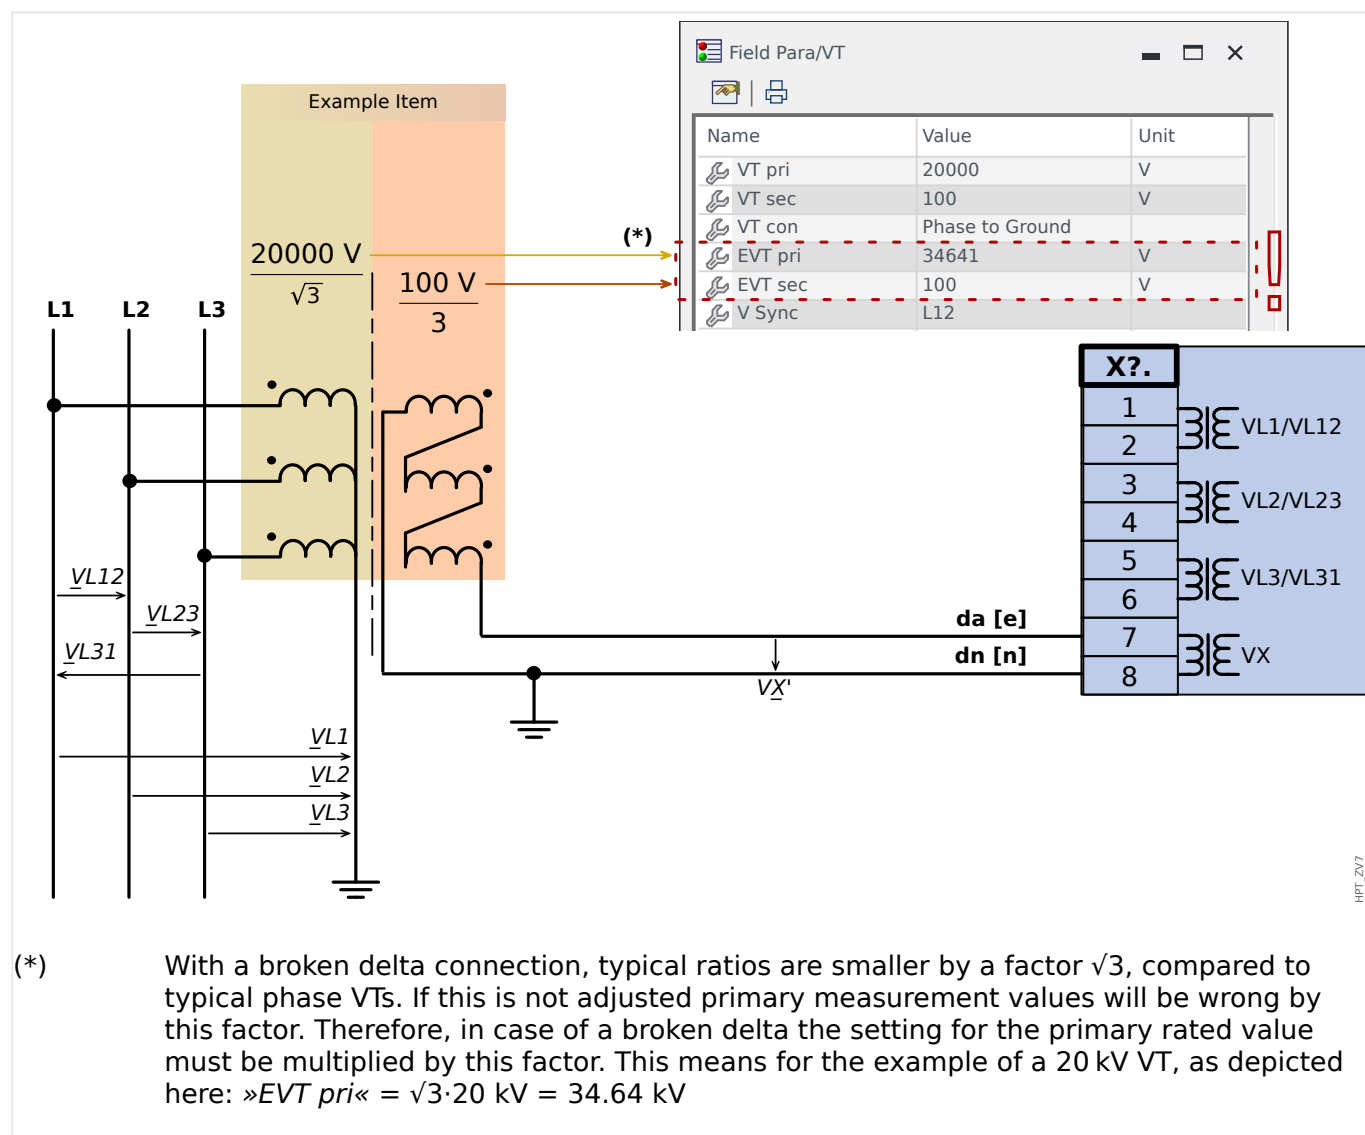 Field Para/VT
Example Item
Name Value Unit
VT pri 20000 V
VT sec 100 V
VT con Phase to Ground
(*)
EVT pri 34641 V
EVT sec 100 V
V Sync L12
20000 V
√3
100 V
3
L1 L2 L3
X?.
1
2
VL1/VL12
3
4
VL2/VL23
5
6
VL3/VL31
7
8
VX
VL12
VL23
VL31
da [e]
dn [n]
VX'
VL1
VL2
VL3
HPT_ZV7
(*) With a broken delta connection, typical ratios are smaller by a factor √3, compared to
typical phase VTs. If this is not adjusted primary measurement values will be wrong by
this factor. Therefore, in case of a broken delta the setting for the primary rated value
must be multiplied by this factor. This means for the example of a 20 kV VT, as depicted
here: »EVT pri« = √3·20 kV = 34.64 kV